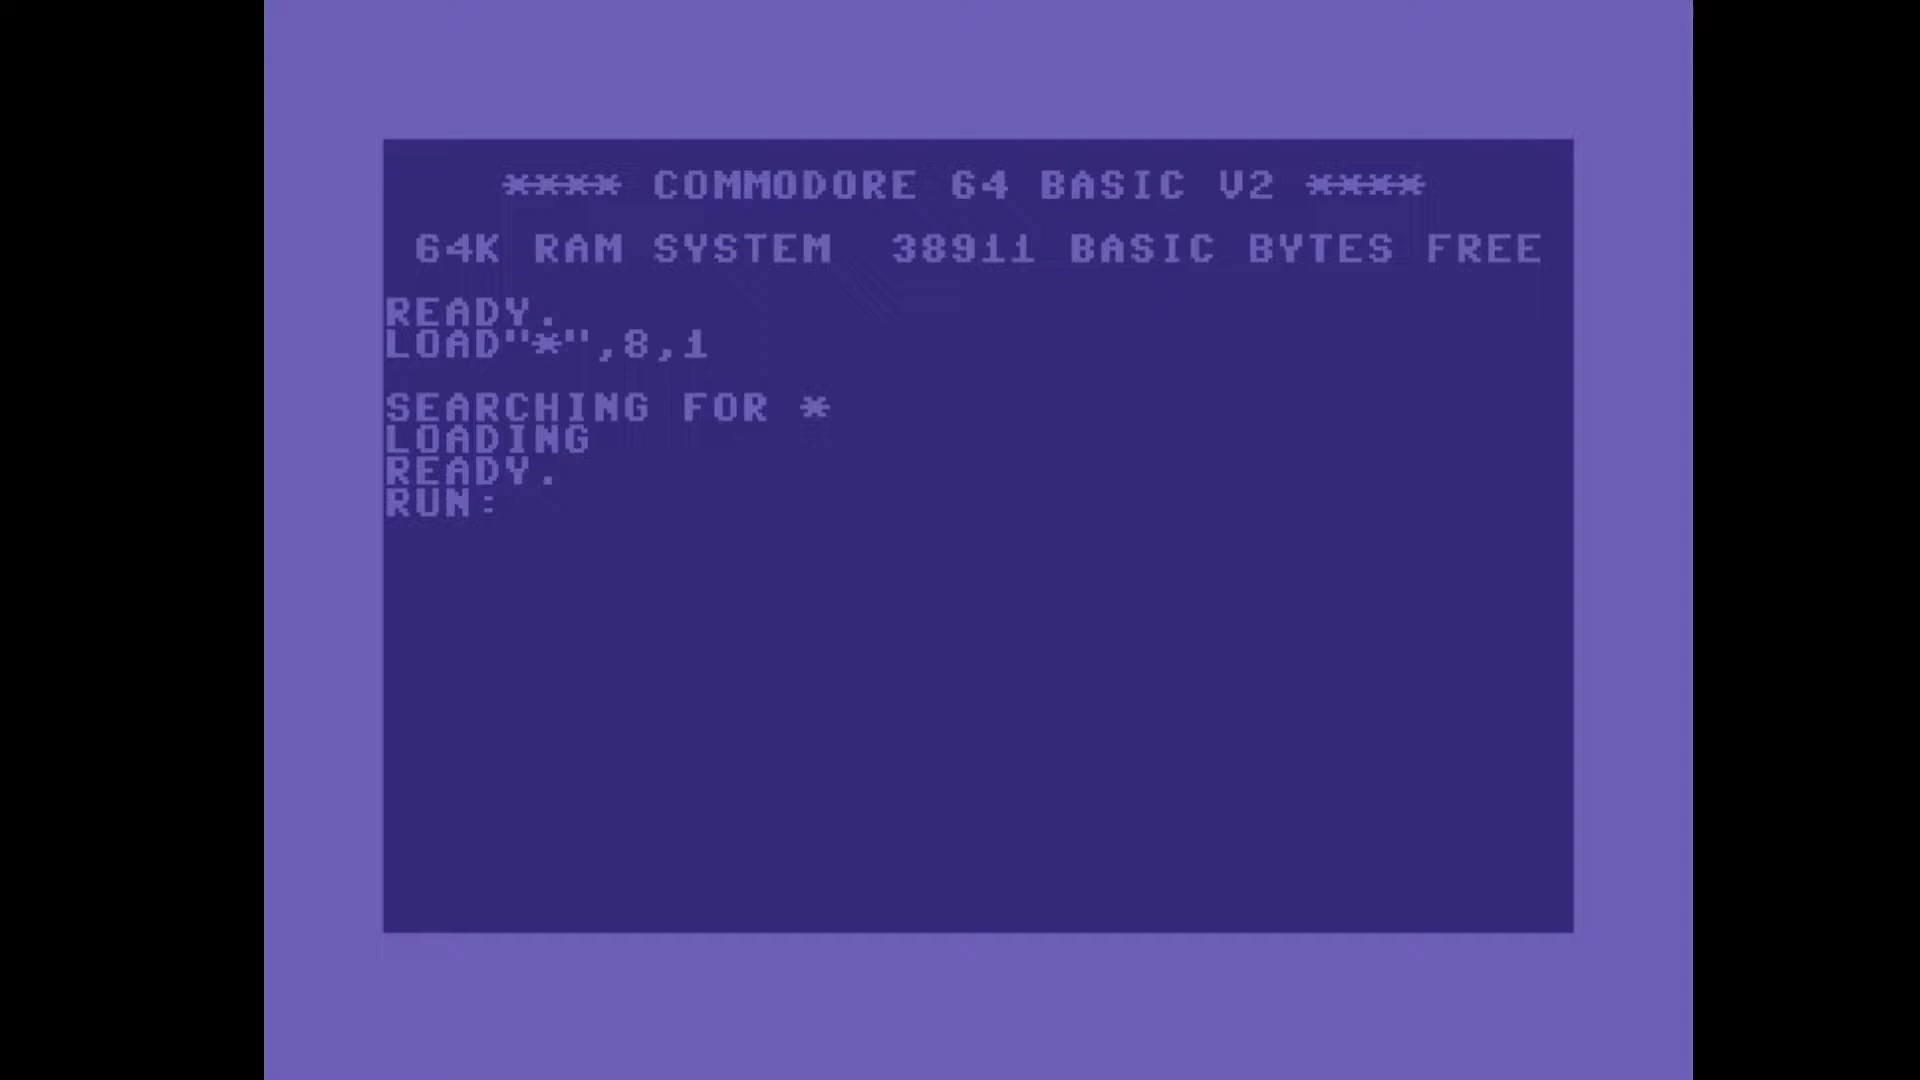 **** COMMODORE 64 BASIC V2 ****
64K RAM SYSTEM  38911 BASIC BYTES FREE
READY.
LOAD"*",8,1
SEARCHING FOR *
LOADING
READY.
RUN: